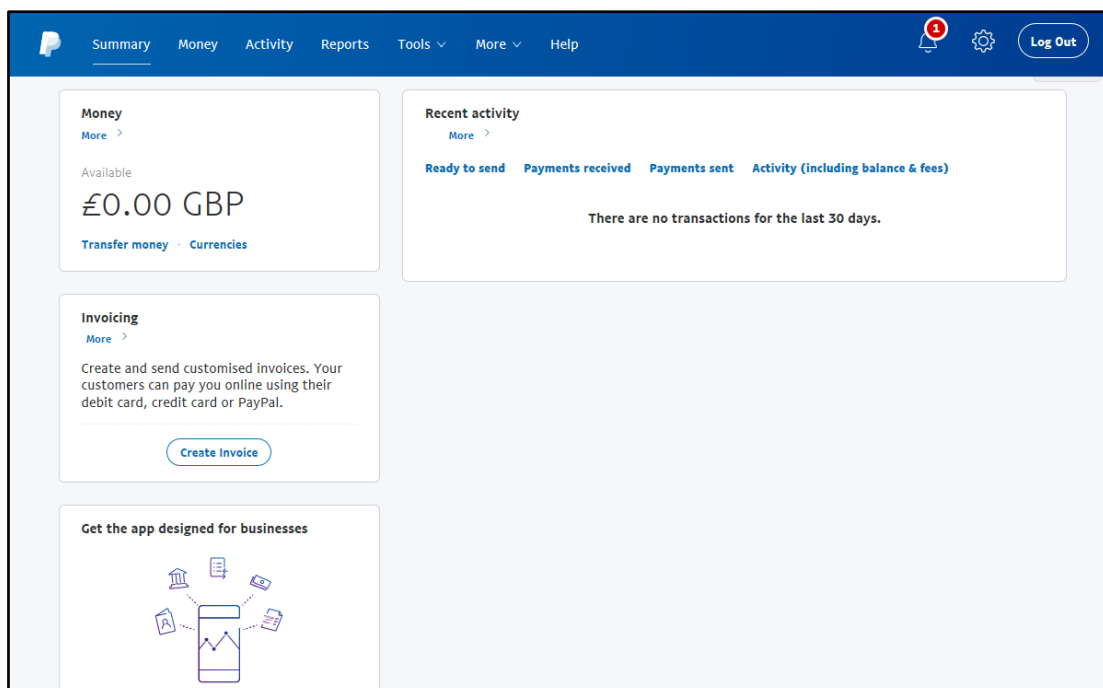 Summary Money Activity Reports Tools More Help 1 Log Out
Money
More
Available
£0.00 GBP
Transfer money · Currencies
Recent activity
More
Ready to send Payments received Payments sent Activity (including balance & fees)
There are no transactions for the last 30 days.
Invoicing
More
Create and send customised invoices. Your
customers can pay you online using their
debit card, credit card or PayPal.
Create Invoice
Get the app designed for businesses